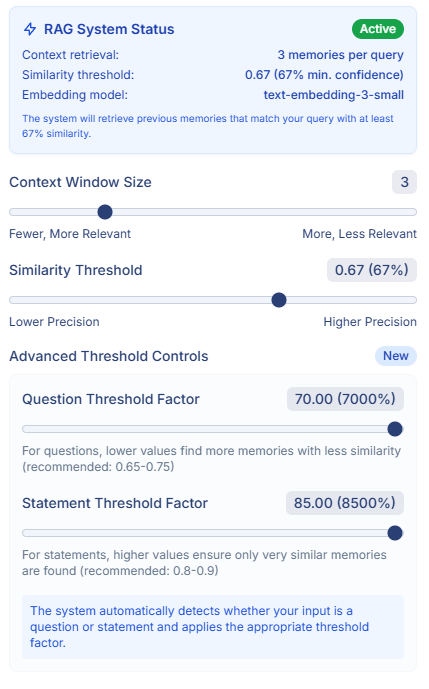 RAG System Status
Active
Context retrieval:
3 memories per query
Similarity threshold:
0.67 (67% min. confidence)
Embedding model:
text-embedding-3-small
The system will retrieve previous memories that match your query with at least
67% similarity.
Context Window Size
3
Fewer, More Relevant
More, Less Relevant
Similarity Threshold
0.67 (67%)
Lower Precision
Higher Precision
Advanced Threshold Controls
New
Question Threshold Factor
70.00 (7000%)
For questions, lower values find more memories with less similarity
(recommended: 0.65-0.75)
Statement Threshold Factor
85.00 (8500%)
For statements, higher values ensure only very similar memories
are found (recommended: 0.8-0.9)
The system automatically detects whether your input is a
question or statement and applies the appropriate threshold
factor.